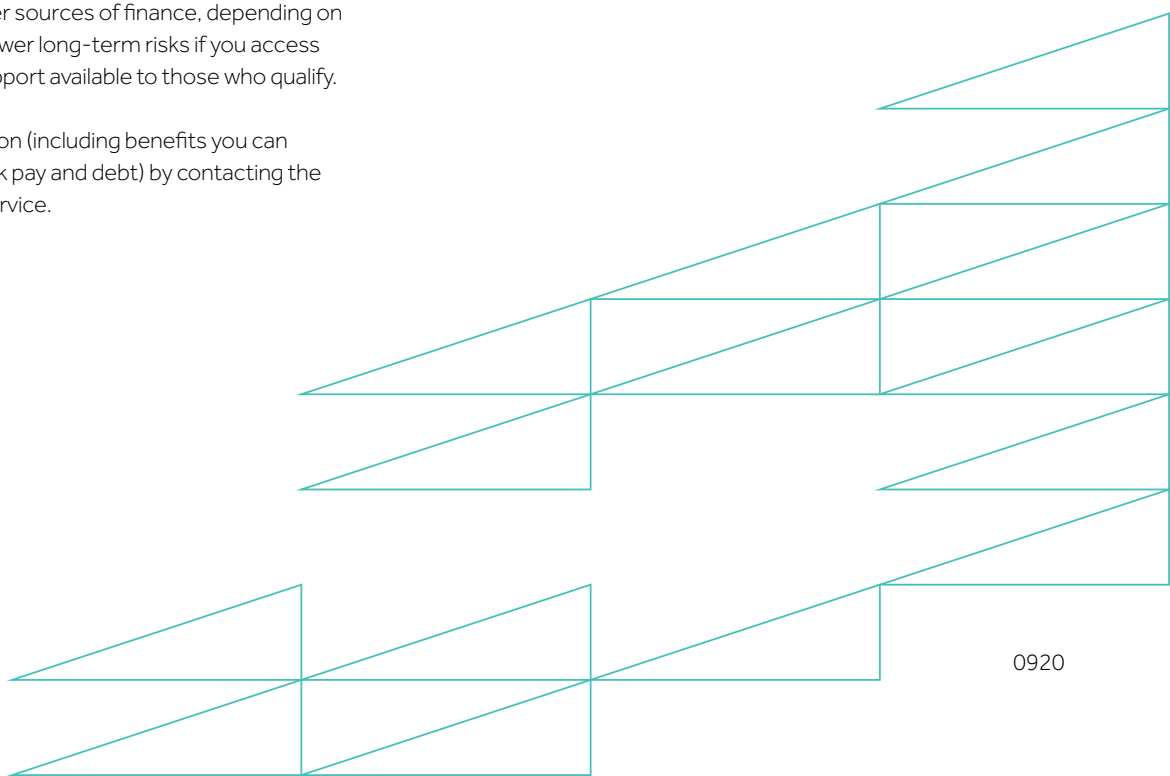 er sources of finance, depending on
wer long-term risks if you access
pport available to those who qualify.
on (including benefits you can
k pay and debt) by contacting the
rvice.
0920